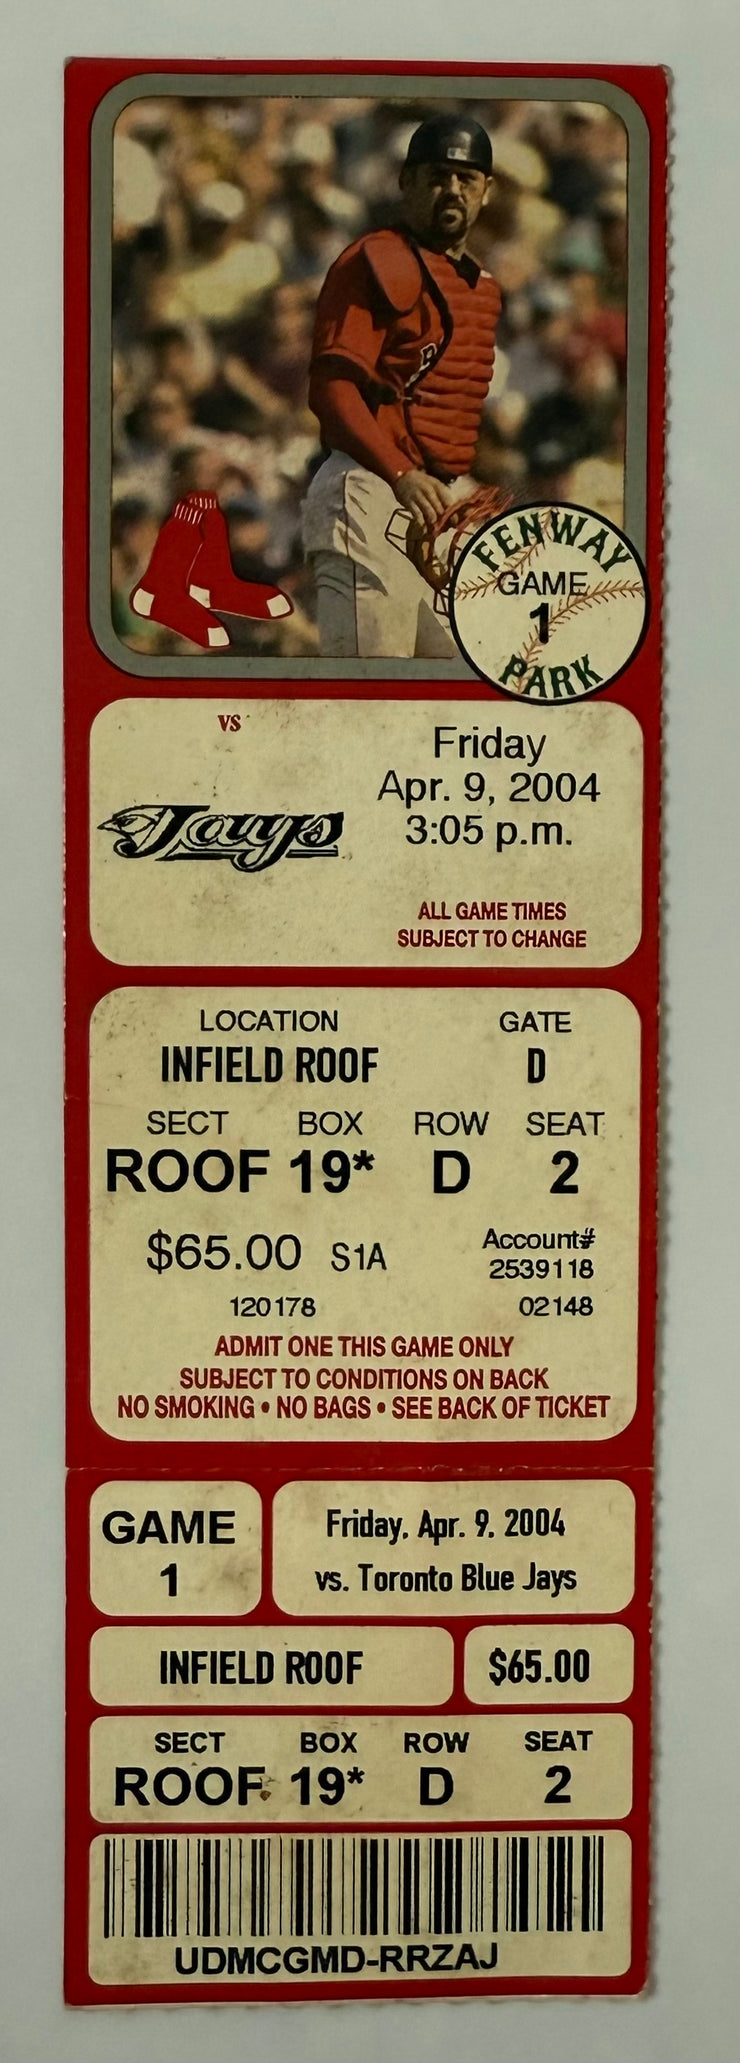 FENWAY
GAME
1
PARK
vs
Jays
Friday
Apr. 9, 2004
3:05 p.m.
ALL GAME TIMES
SUBJECT TO CHANGE
LOCATION GATE
INFIELD ROOF D
SECT BOX ROW SEAT
ROOF 19* D 2
$65.00 S1A Account#
2539118
120178 02148
ADMIT ONE THIS GAME ONLY
SUBJECT TO CONDITIONS ON BACK
NO SMOKING • NO BAGS • SEE BACK OF TICKET
GAME
1
Friday, Apr. 9, 2004
vs. Toronto Blue Jays
INFIELD ROOF $65.00
SECT BOX ROW SEAT
ROOF 19* D 2
UDMCGMD-RRZAJ